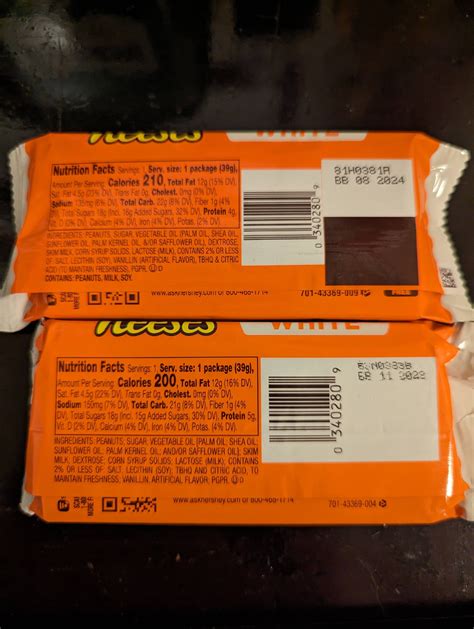 Reese's WHITE
Nutrition Facts Servings: 1, Serv. size: 1 package (39g),
Amount Per Serving: Calories 210, Total Fat 12g (15% DV),
Sat. Fat 4.5g (23% DV), Trans Fat 0g, Cholest. 0mg (0% DV),
Sodium 135mg (6% DV), Total Carb. 22g (8% DV), Fiber 1g (4%
DV), Total Sugars 18g (Incl. 16g Added Sugars, 32% DV), Protein 4g,
Vit. D (0% DV), Calcium (4% DV), Iron (4% DV), Potas. (2% DV).
INGREDIENTS: PEANUTS; SUGAR; VEGETABLE OIL (PALM OIL, SHEA OIL,
SUNFLOWER OIL, PALM KERNEL OIL, AND/OR SAFFLOWER OIL); DEXTROSE;
SKIM MILK; CORN SYRUP SOLIDS; LACTOSE (MILK); CONTAINS 2% OR LESS
OF: SALT; LECITHIN (SOY); VANILLIN (ARTIFICIAL FLAVOR); TBHQ & CITRIC
ACID (TO MAINTAIN FRESHNESS); PGPR. D
CONTAINS: PEANUTS, MILK, SOY.
81H0381A
BB 08 2024
0 340280 9
www.askhershey.com or 800-468-1714
701-43369-009
Reese's WHITE
Nutrition Facts Servings: 1, Serv. size: 1 package (39g),
Amount Per Serving: Calories 200, Total Fat 12g (16% DV),
Sat. Fat 4.5g (22% DV), Trans Fat 0g, Cholest. 0mg (0% DV),
Sodium 150mg (7% DV), Total Carb. 21g (8% DV), Fiber 1g (4%
DV), Total Sugars 18g (Incl. 15g Added Sugars, 30% DV), Protein 5g,
Vit. D (2% DV), Calcium (4% DV), Iron (4% DV), Potas. (4% DV).
INGREDIENTS: PEANUTS; SUGAR; VEGETABLE OIL [PALM OIL; SHEA OIL;
SUNFLOWER OIL; PALM KERNEL OIL; AND/OR SAFFLOWER OIL]; SKIM
MILK; DEXTROSE; CORN SYRUP SOLIDS; LACTOSE (MILK); CONTAINS
2% OR LESS OF: SALT; LECITHIN (SOY); TBHQ AND CITRIC ACID, TO
MAINTAIN FRESHNESS; VANILLIN, ARTIFICIAL FLAVOR; PGPR. D
11
0 340280 9
www.askhershey.com or 800-468-1714
701-43369-004